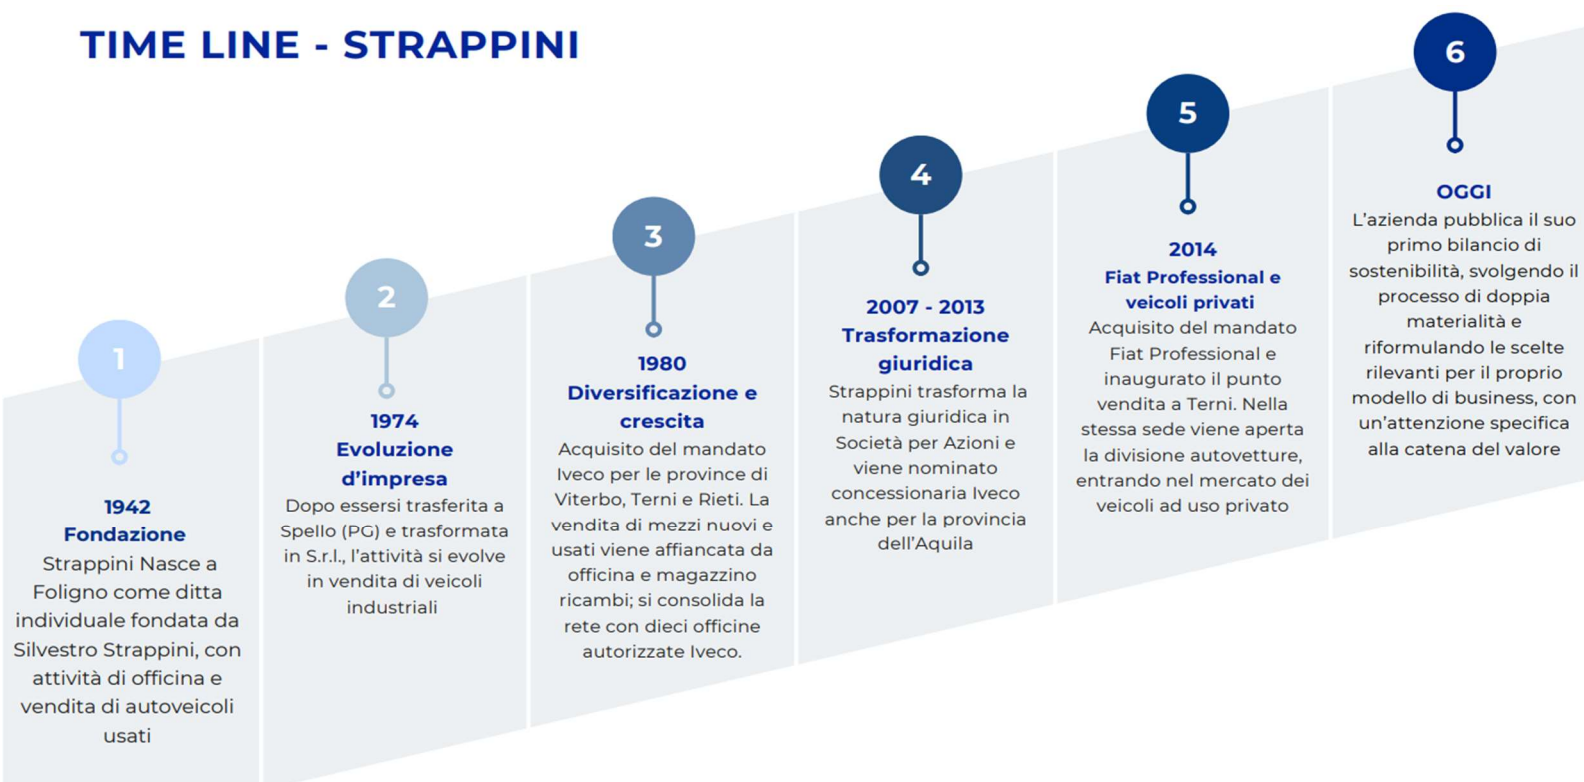 TIME LINE - STRAPPINI
1
1942
Fondazione
Strappini Nasce a
Foligno come ditta
individuale fondata da
Silvestro Strappini, con
attività di officina e
vendita di autoveicoli
usati
2
1974
Evoluzione
d'impresa
Dopo essersi trasferita a
Spello (PG) e trasformata
in S.r.l., l'attività si evolve
in vendita di veicoli
industriali
3
1980
Diversificazione e
crescita
Acquisito del mandato
Iveco per le province di
Viterbo, Terni e Rieti. La
vendita di mezzi nuovi e
usati viene affiancata da
officina e magazzino
ricambi; si consolida la
rete con dieci officine
autorizzate Iveco.
4
2007 - 2013
Trasformazione
giuridica
Strappini trasforma la
natura giuridica in
Società per Azioni e
viene nominato
concessionaria Iveco
anche per la provincia
dell'Aquila
5
2014
Fiat Professional e
veicoli privati
Acquisito del mandato
Fiat Professional e
inaugurato il punto
vendita a Terni. Nella
stessa sede viene aperta
la divisione autovetture,
entrando nel mercato dei
veicoli ad uso privato
6
OGGI
L'azienda pubblica il suo
primo bilancio di
sostenibilità, svolgendo il
processo di doppia
materialità e
riformulando le scelte
rilevanti per il proprio
modello di business, con
un'attenzione specifica
alla catena del valore